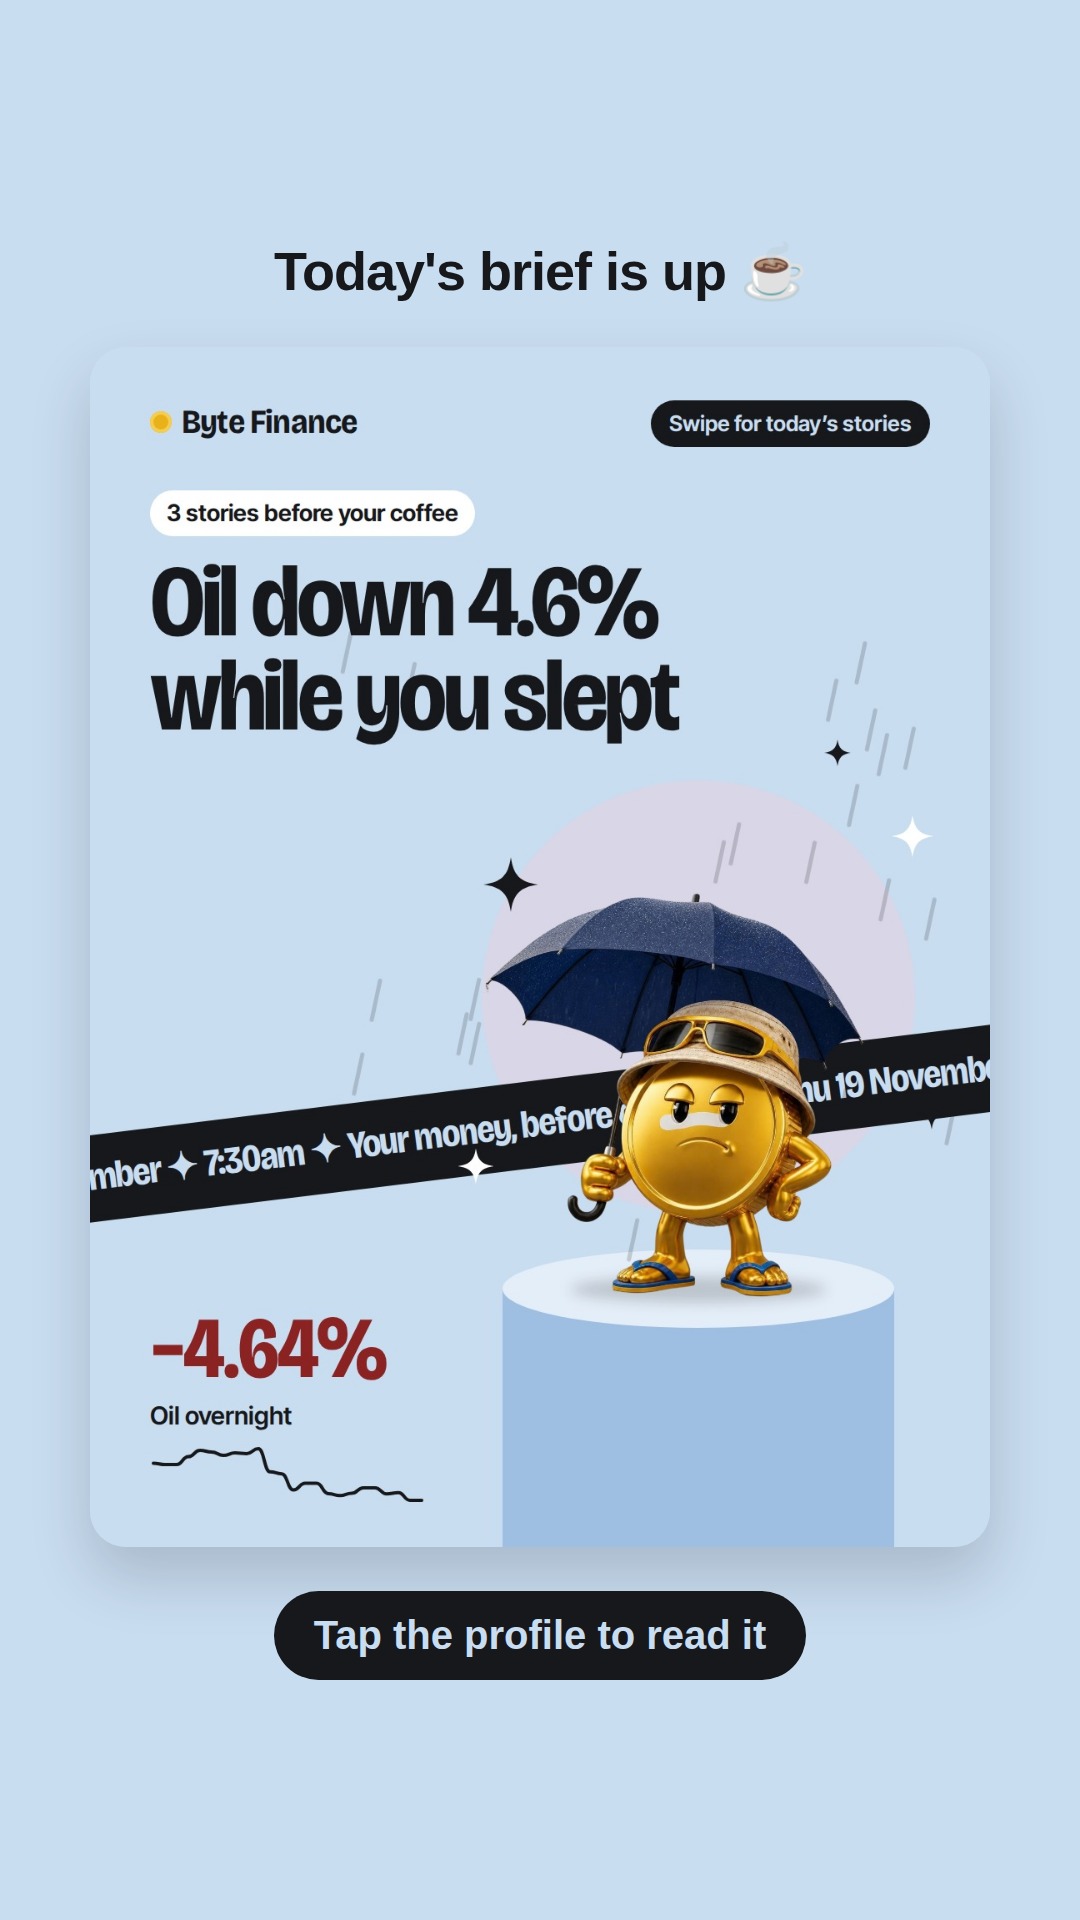 Today's brief is up ☕
Byte Finance
Swipe for today’s stories
3 stories before your coffee
Oil down 4.6%
while you slept
mber ✦ 7:30am ✦ Your money, before
19 Novembe
−4.64%
Oil overnight
Tap the profile to read it